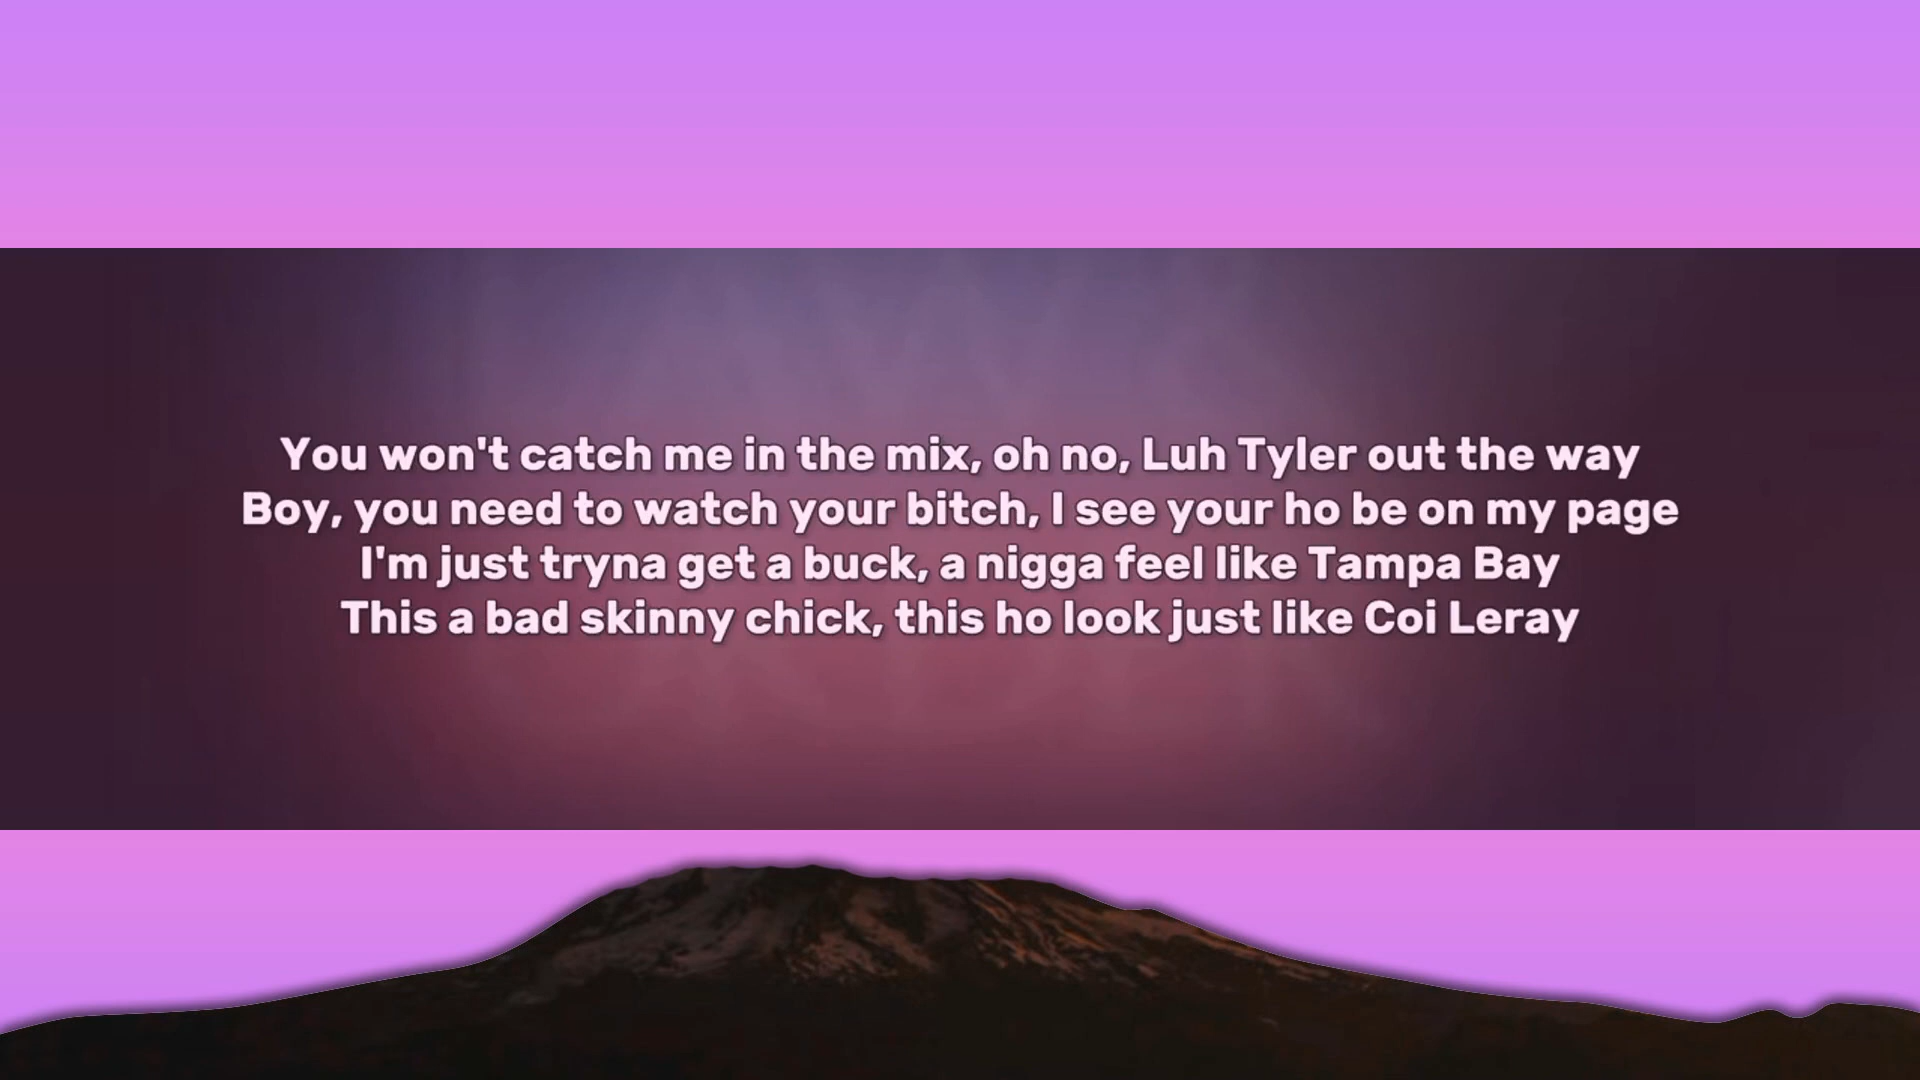 You won't catch me in the mix, oh no, Luh Tyler out the way
Boy, you need to watch your bitch, I see your ho be on my page
I'm just tryna get a buck, a nigga feel like Tampa Bay
This a bad skinny chick, this ho look just like Coi Leray